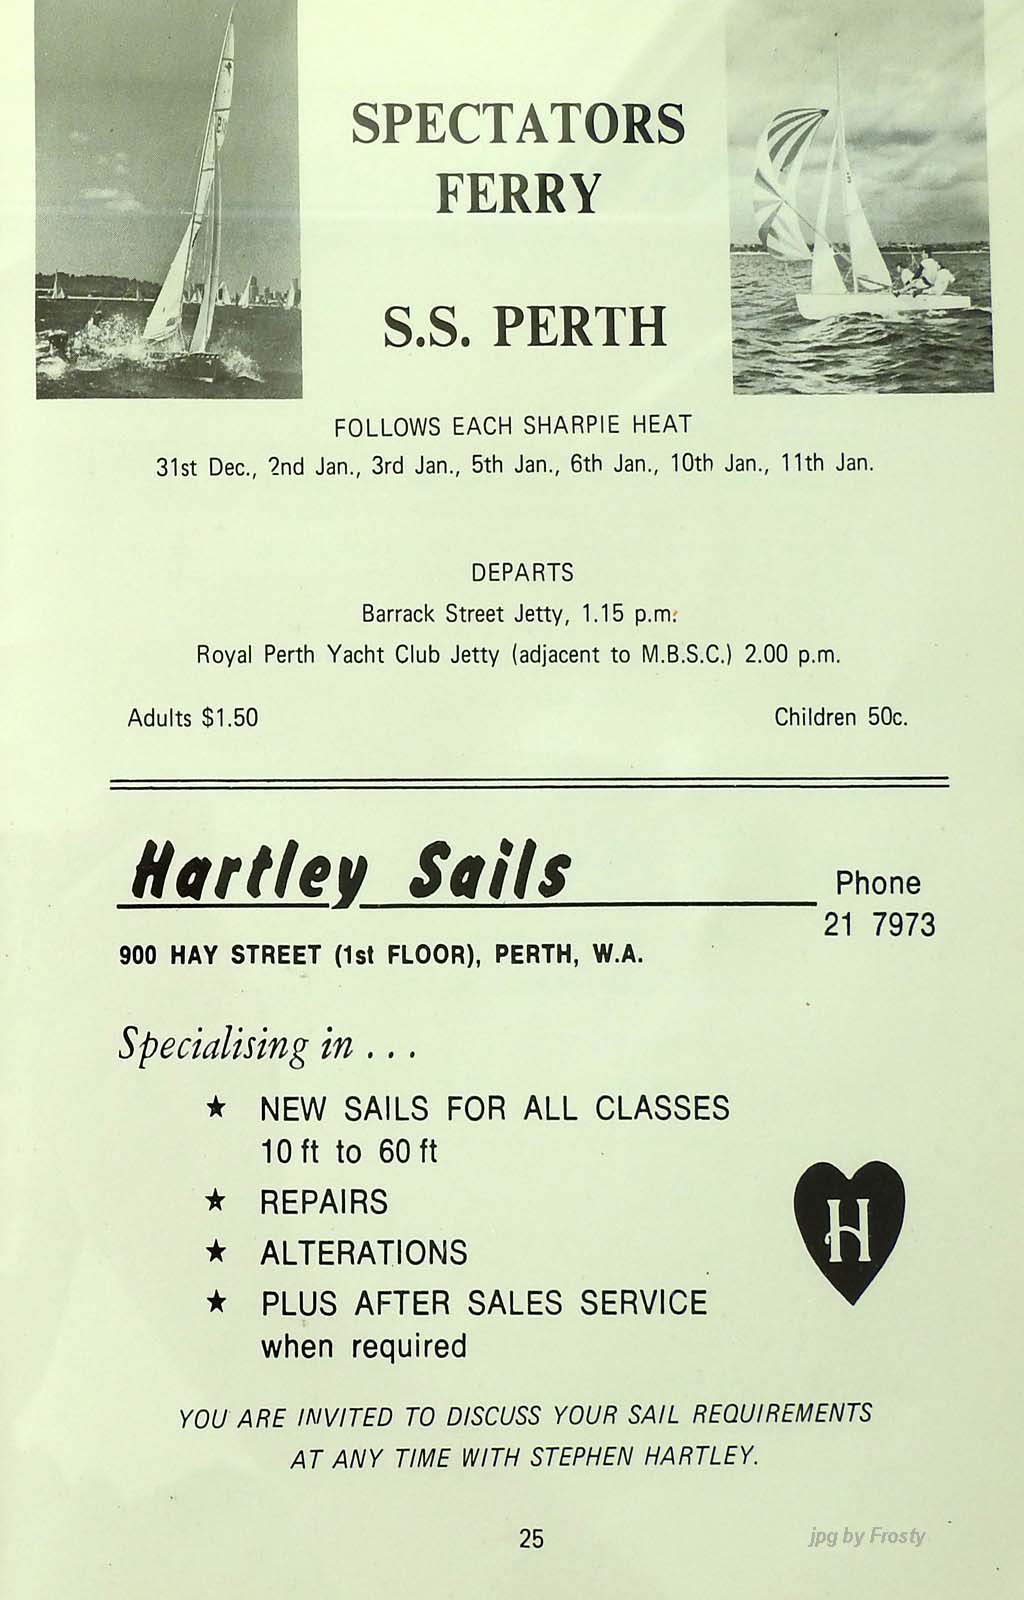 SPECTATORS
FERRY
S.S. PERTH
FOLLOWS EACH SHARPIE HEAT
31st Dec., 2nd Jan., 3rd Jan., 5th Jan., 6th Jan., 10th Jan., 11th Jan.
DEPARTS
Barrack Street Jetty, 1.15 p.m.
Royal Perth Yacht Club Jetty (adjacent to M.B.S.C.) 2.00 p.m.
Adults $1.50 Children 50c.
Hartley Sails
Phone
21 7973
900 HAY STREET (1st FLOOR), PERTH, W.A.
Specialising in . . .
★ NEW SAILS FOR ALL CLASSES
10 ft to 60 ft
★ REPAIRS
★ ALTERATIONS
★ PLUS AFTER SALES SERVICE
when required
H
YOU ARE INVITED TO DISCUSS YOUR SAIL REQUIREMENTS
AT ANY TIME WITH STEPHEN HARTLEY.
25
jpg by Frosty